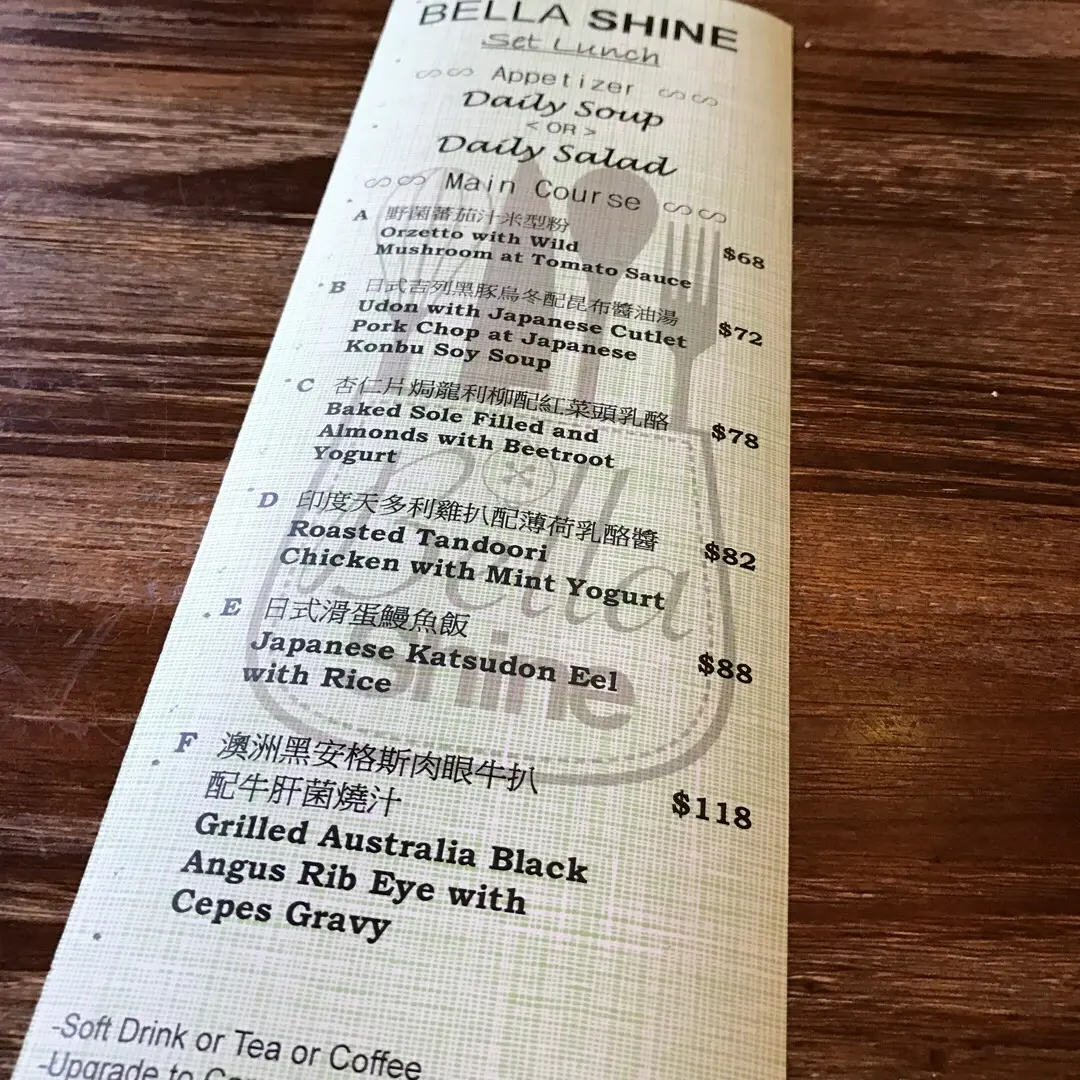 BELLA SHINE
Set Lunch
Appetizer
Daily Soup
< OR >
Daily Salad
Main Course
A 野菌蕃茄汁米型粉
Orzetto with Wild
Mushroom at Tomato Sauce $68
B 日式吉列黑豚烏冬配昆布醬油湯
Udon with Japanese Cutlet $72
Pork Chop at Japanese
Konbu Soy Soup
C 杏仁片焗龍利柳配紅菜頭乳酪
Baked Sole Filled and $78
Almonds with Beetroot
Yogurt
D 印度天多利雞扒配薄荷乳酪醬
Roasted Tandoori $82
Chicken with Mint Yogurt
E 日式滑蛋鰻魚飯
Japanese Katsudon Eel $88
with Rice
F 澳洲黑安格斯肉眼牛扒
配牛肝菌燒汁 $118
Grilled Australia Black
Angus Rib Eye with
Cepes Gravy
Bella
shine
-Soft Drink or Tea or Coffee
-Upgrade to